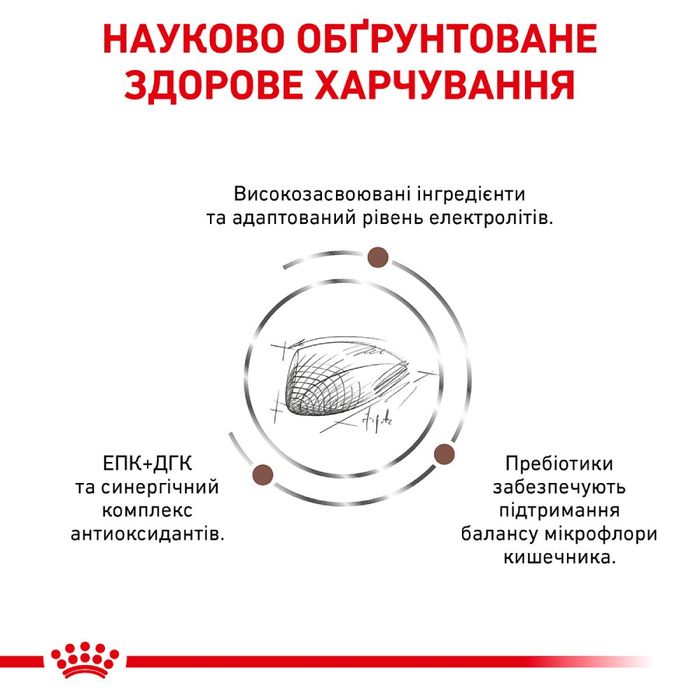 НАУКОВО ОБҐРУНТОВАНЕ
ЗДОРОВЕ ХАРЧУВАННЯ
Високозасвоювані інгредієнти
та адаптований рівень електролітів.
ЕПК+ДГК
та синергічний
комплекс
антиоксидантів.
Пребіотики
забезпечують
підтримання
балансу мікрофлори
кишечника.